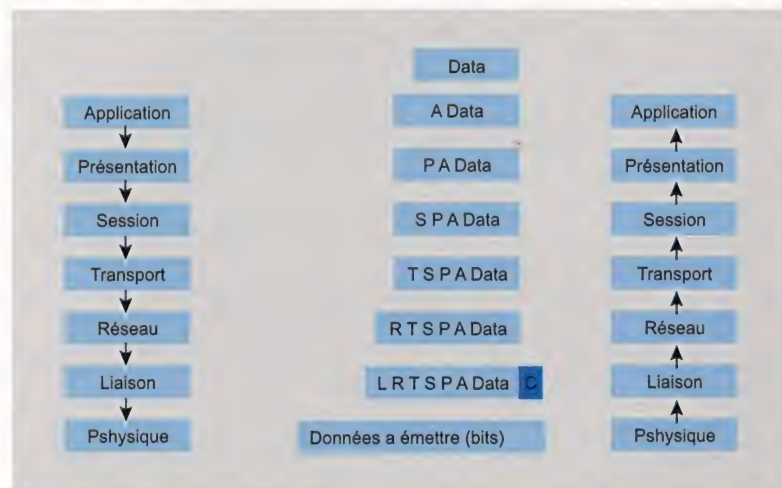 Data
Application A Data Application
Présentation P A Data Présentation
Session S P A Data Session
Transport T S P A Data Transport
Réseau R T S P A Data Réseau
Liaison L R T S P A Data C Liaison
Pshysique Données a émettre (bits) Pshysique